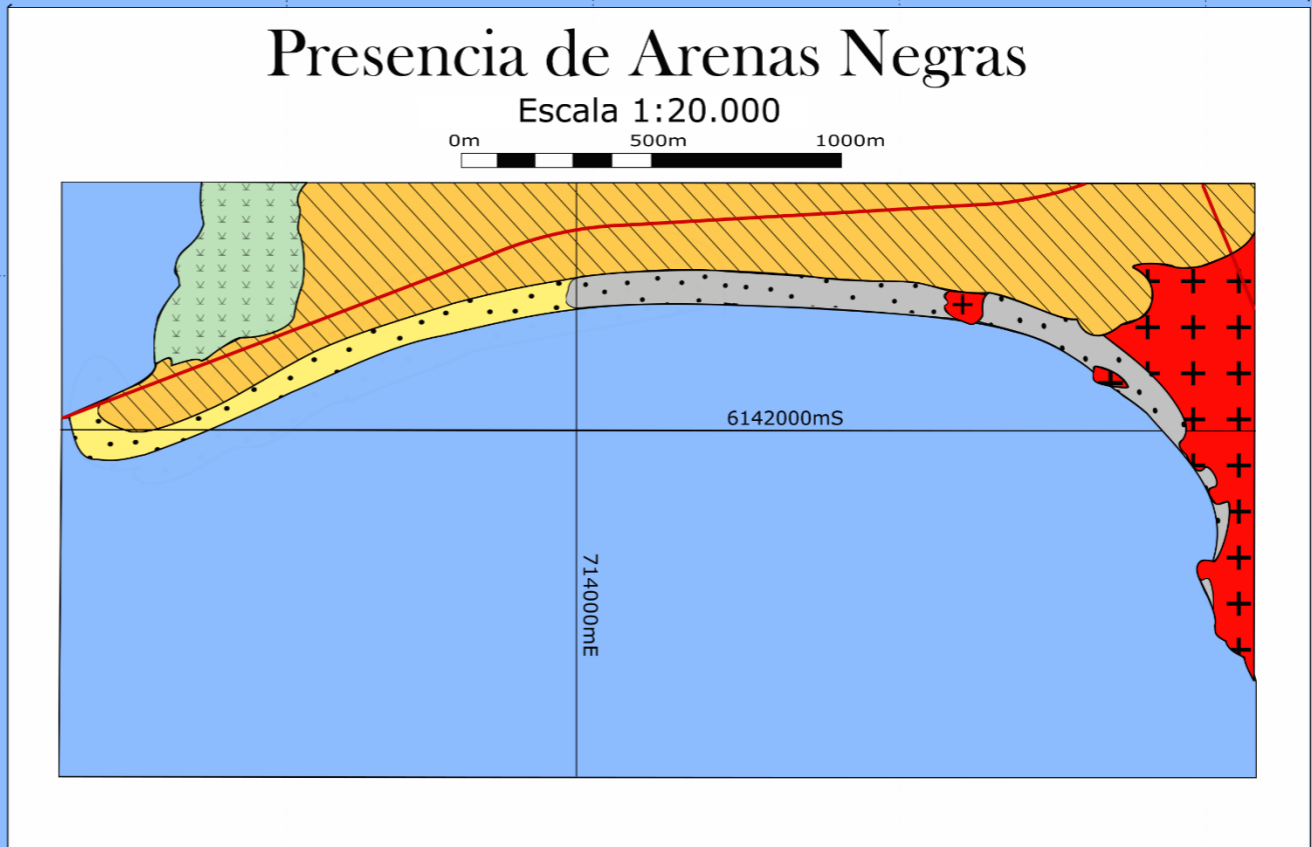 Presencia de Arenas Negras
Escala 1:20.000
0m 500m 1000m
6142000mS
714000mE